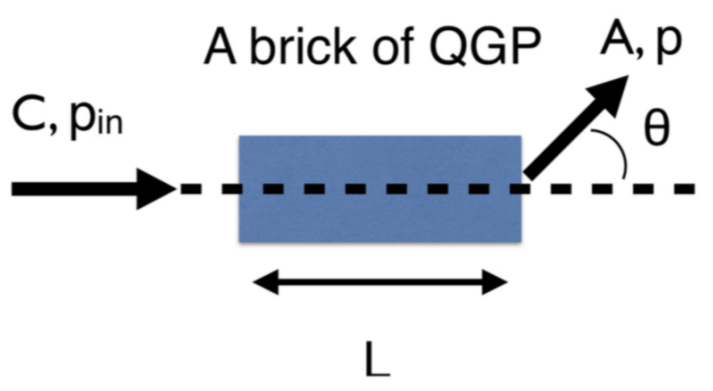 A brick of QGP
A, p
C, pin
θ
L